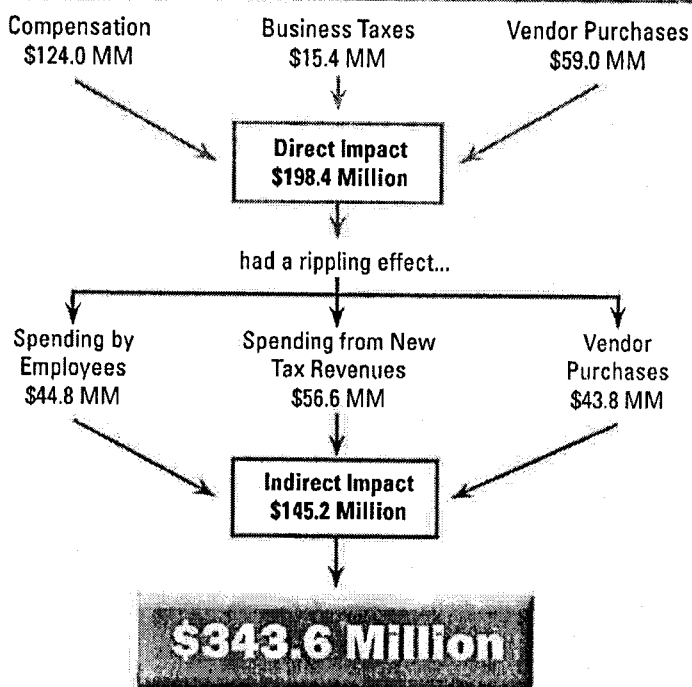 Compensation
$124.0 MM
Business Taxes
$15.4 MM
Vendor Purchases
$59.0 MM
Direct Impact
$198.4 Million
had a rippling effect...
Spending by
Employees
$44.8 MM
Spending from New
Tax Revenues
$56.6 MM
Vendor
Purchases
$43.8 MM
Indirect Impact
$145.2 Million
$343.6 Million